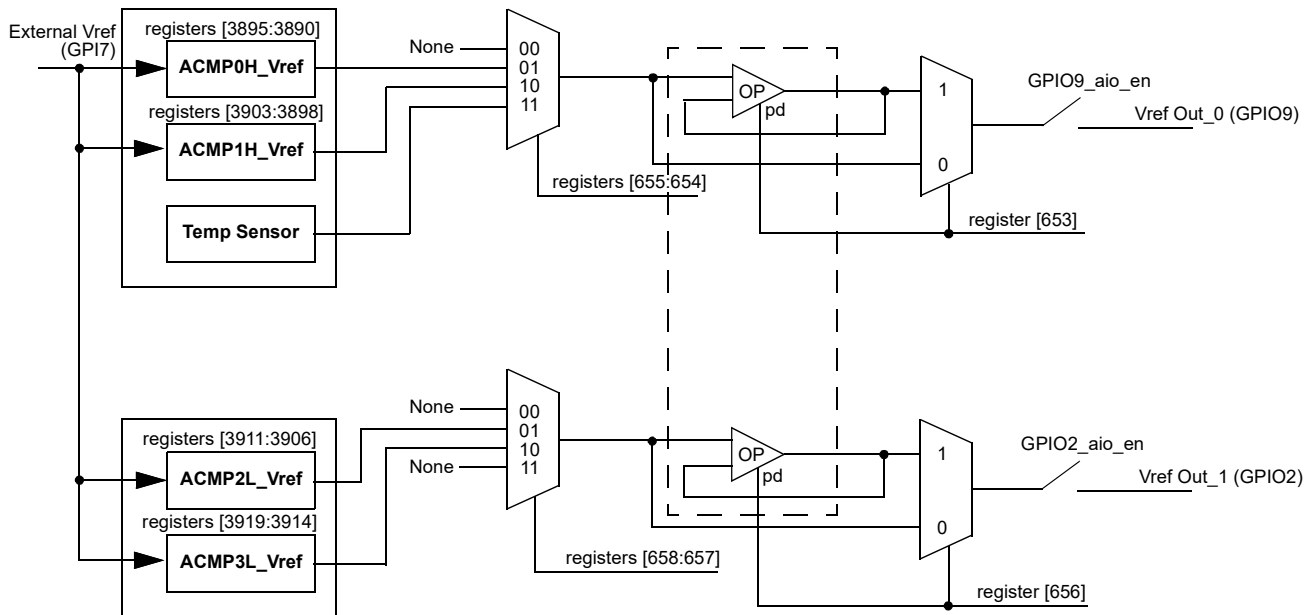 External Vref
(GPI7)
registers [3895:3890]
ACMP0H_Vref
registers [3903:3898]
ACMP1H_Vref
Temp Sensor
None
00
01
10
11
registers [655:654]
OP
pd
1
0
register [653]
GPIO9_aio_en
Vref Out_0 (GPIO9)
registers [3911:3906]
ACMP2L_Vref
registers [3919:3914]
ACMP3L_Vref
None
None
00
01
10
11
registers [658:657]
OP
pd
1
0
register [656]
GPIO2_aio_en
Vref Out_1 (GPIO2)